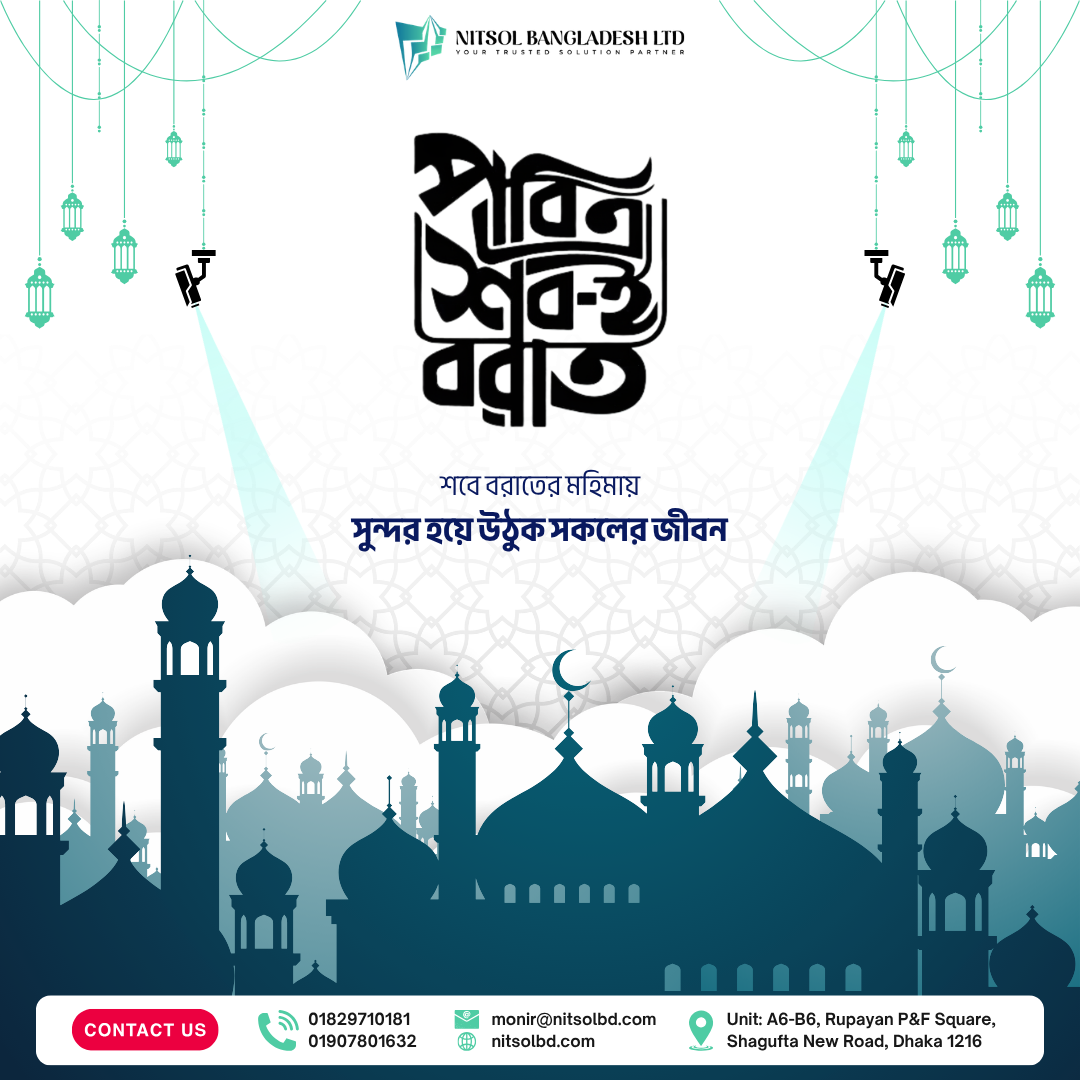 NITSOL BANGLADESH LTD
YOUR TRUSTED SOLUTION PARTNER
পবিত্র
শব-ই
বরাত
শবে বরাতের মহিমায়
সুন্দর হয়ে উঠুক সকলের জীবন
CONTACT US
01829710181
01907801632
monir@nitsolbd.com
nitsolbd.com
Unit: A6-B6, Rupayan P&F Square,
Shagufta New Road, Dhaka 1216